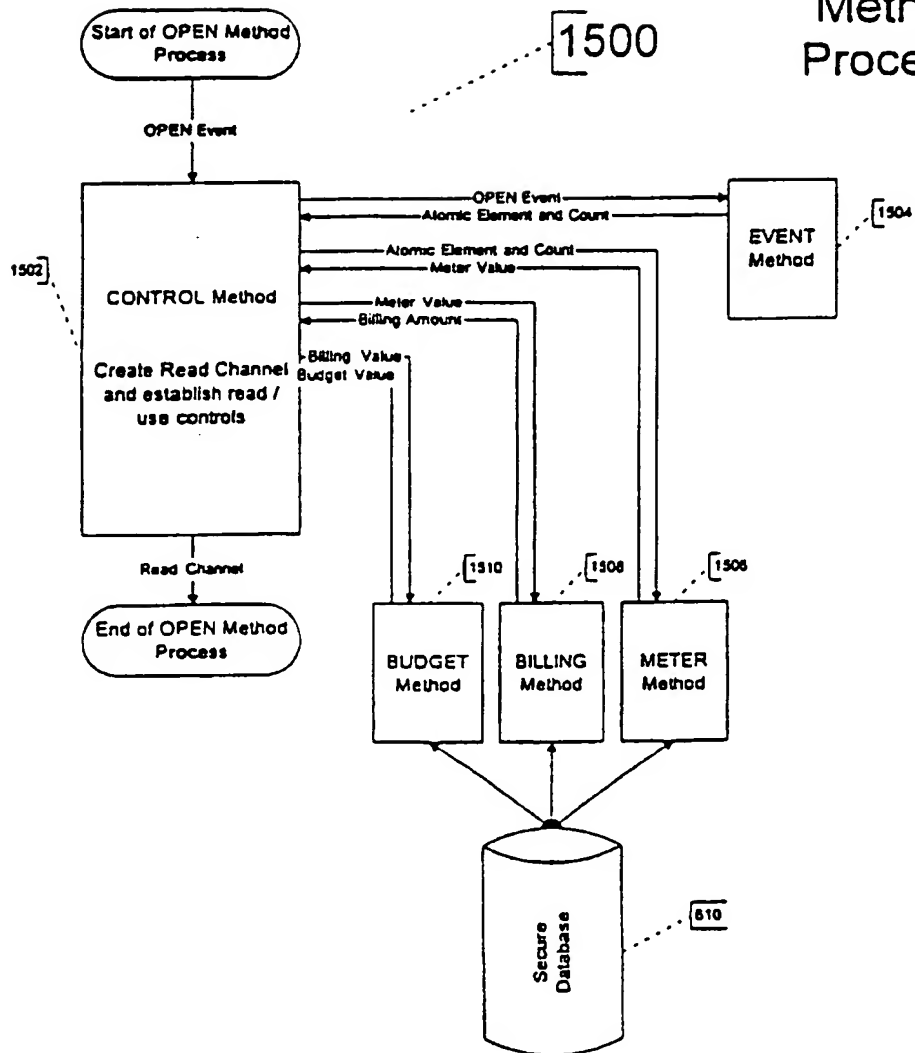 Start of OPEN Method
Process
1500
Meth
Proce
OPEN Event
OPEN Event
Atomic Element and Count
EVENT
Method
1504
1502
CONTROL Method
Create Read Channel
and establish read /
use controls
Atomic Element and Count
Meter Value
Meter Value
Billing Amount
Billing Value
Budget Value
Read Channel
End of OPEN Method
Process
1510
1508
1506
BUDGET
Method
BILLING
Method
METER
Method
Secure
Database
610